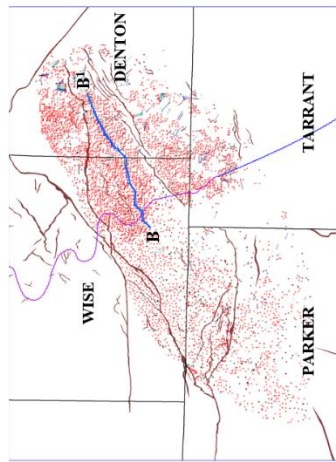 WISE
B
B¹
DENTON
PARKER
TARRANT